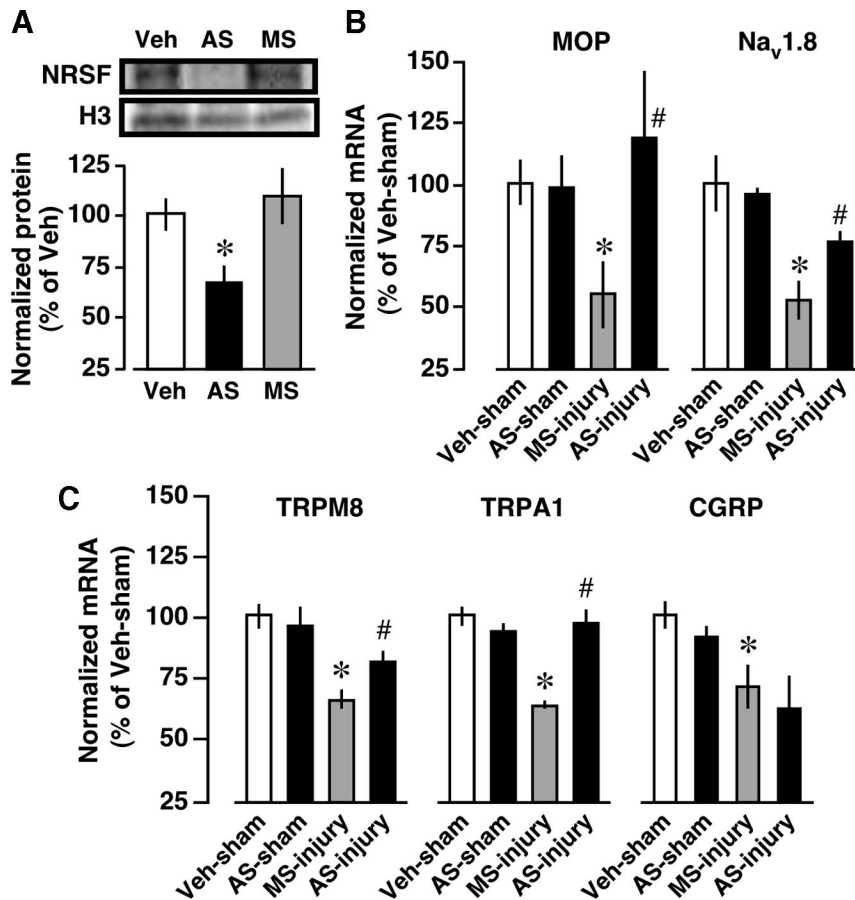 A
Veh AS MS
NRSF
H3
Normalized protein
(% of Veh)
125
100
75
50
25
*
Veh AS MS
B
MOP Nav1.8
Normalized mRNA
(% of Veh-sham)
150
125
100
75
50
25
* # * #
Veh-sham AS-sham MS-injury AS-injury Veh-sham AS-sham MS-injury AS-injury
C
TRPM8 TRPA1 CGRP
Normalized mRNA
(% of Veh-sham)
150
125
100
75
50
25
* # * # *
Veh-sham AS-sham MS-injury AS-injury Veh-sham AS-sham MS-injury AS-injury Veh-sham AS-sham MS-injury AS-injury